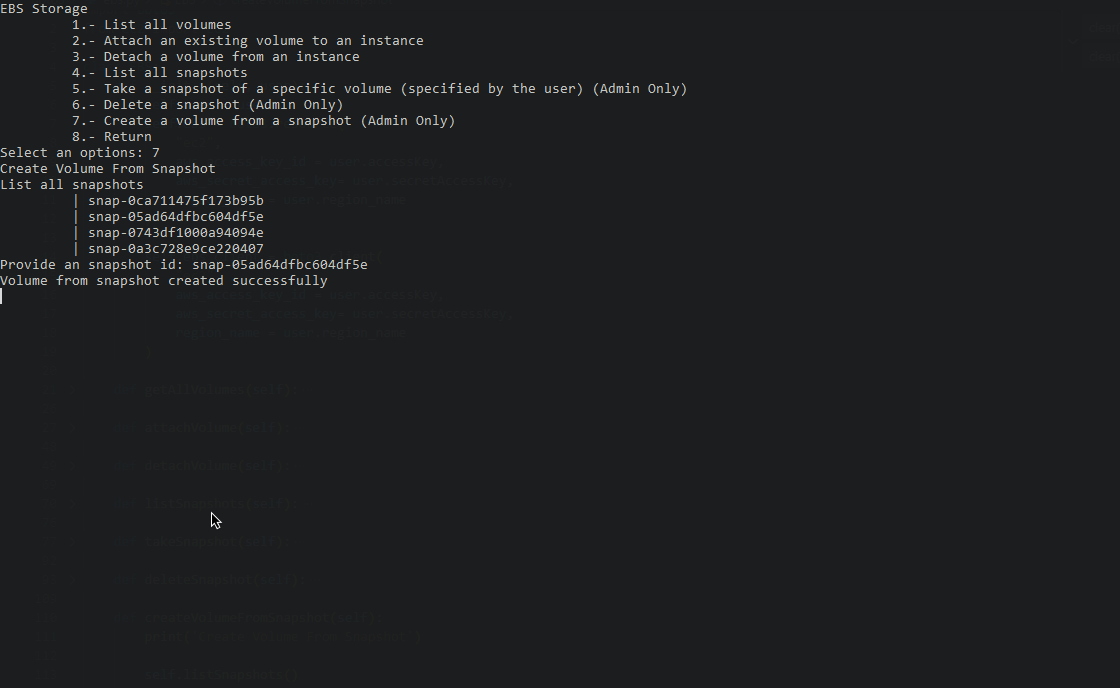 EBS Storage
1.- List all volumes
2.- Attach an existing volume to an instance
3.- Detach a volume from an instance
4.- List all snapshots
5.- Take a snapshot of a specific volume (specified by the user) (Admin Only)
6.- Delete a snapshot (Admin Only)
7.- Create a volume from a snapshot (Admin Only)
8.- Return
Select an options: 7
Create Volume From Snapshot
List all snapshots
| snap-0ca711475f173b95b
| snap-05ad64dfbc604df5e
| snap-0743df1000a94094e
| snap-0a3c728e9ce220407
Provide an snapshot id: snap-05ad64dfbc604df5e
Volume from snapshot created successfully